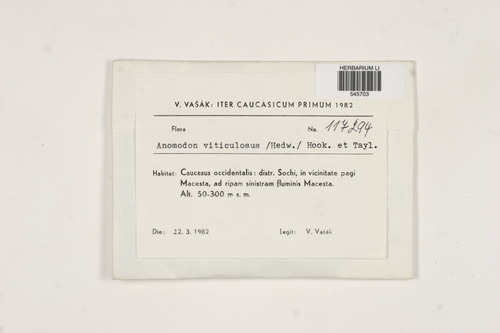 HERBARIUM LI
545703
V. VAŠÁK: ITER CAUCASICUM PRIMUM 1982
Flora No. 117294
Anomodon viticulosus /Hedw./ Hook. et Tayl.
Habitat: Caucasus occidentalis: distr. Sochi, in vicinitate pagi
Macesta, ad ripam sinistram fluminis Macesta.
Alt. 50-300 m s. m.
Die: 22. 3. 1982 Legit: V. Vašák